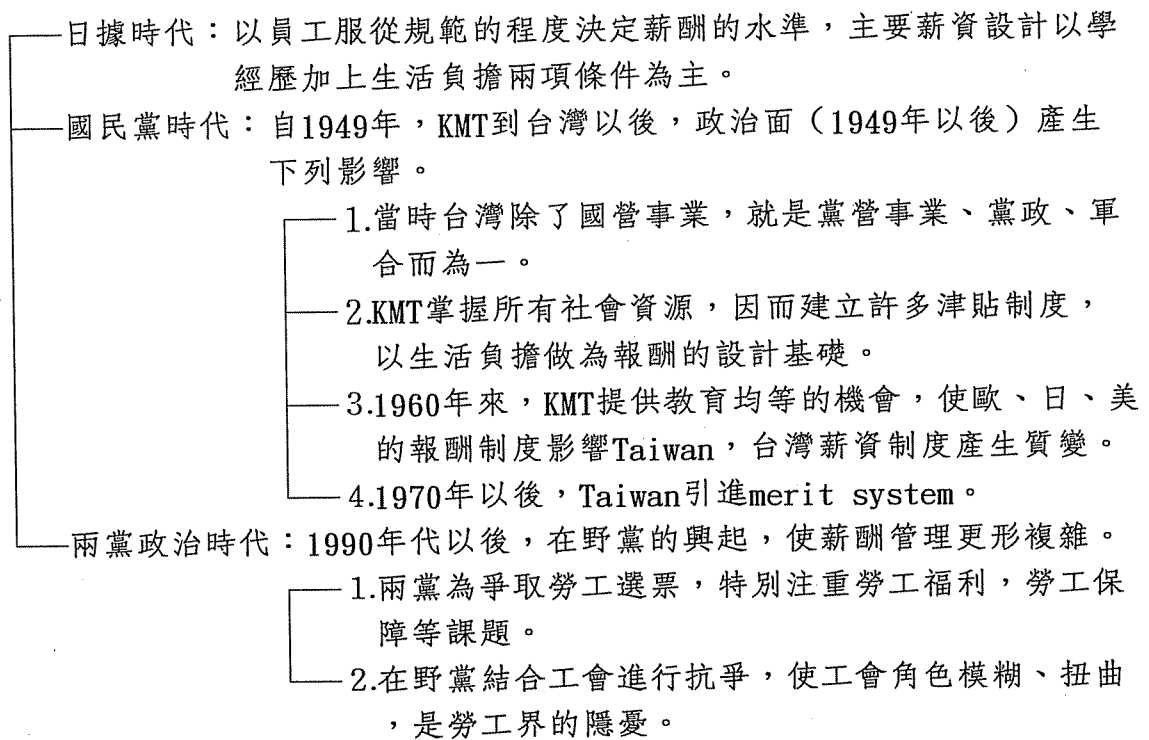 日據時代：以員工服從規範的程度決定薪酬的水準，主要薪資設計以學
經歷加上生活負擔兩項條件為主。
國民黨時代：自1949年，KMT到台灣以後，政治面（1949年以後）產生
下列影響。
1.當時台灣除了國營事業，就是黨營事業、黨政、軍
合而為一。
2.KMT掌握所有社會資源，因而建立許多津貼制度，
以生活負擔做為報酬的設計基礎。
3.1960年來，KMT提供教育均等的機會，使歐、日、美
的報酬制度影響Taiwan，台灣薪資制度產生質變。
4.1970年以後，Taiwan引進merit system。
兩黨政治時代：1990年代以後，在野黨的興起，使薪酬管理更形複雜。
1.兩黨為爭取勞工選票，特別注重勞工福利，勞工保
障等課題。
2.在野黨結合工會進行抗爭，使工會角色模糊、扭曲
，是勞工界的隱憂。